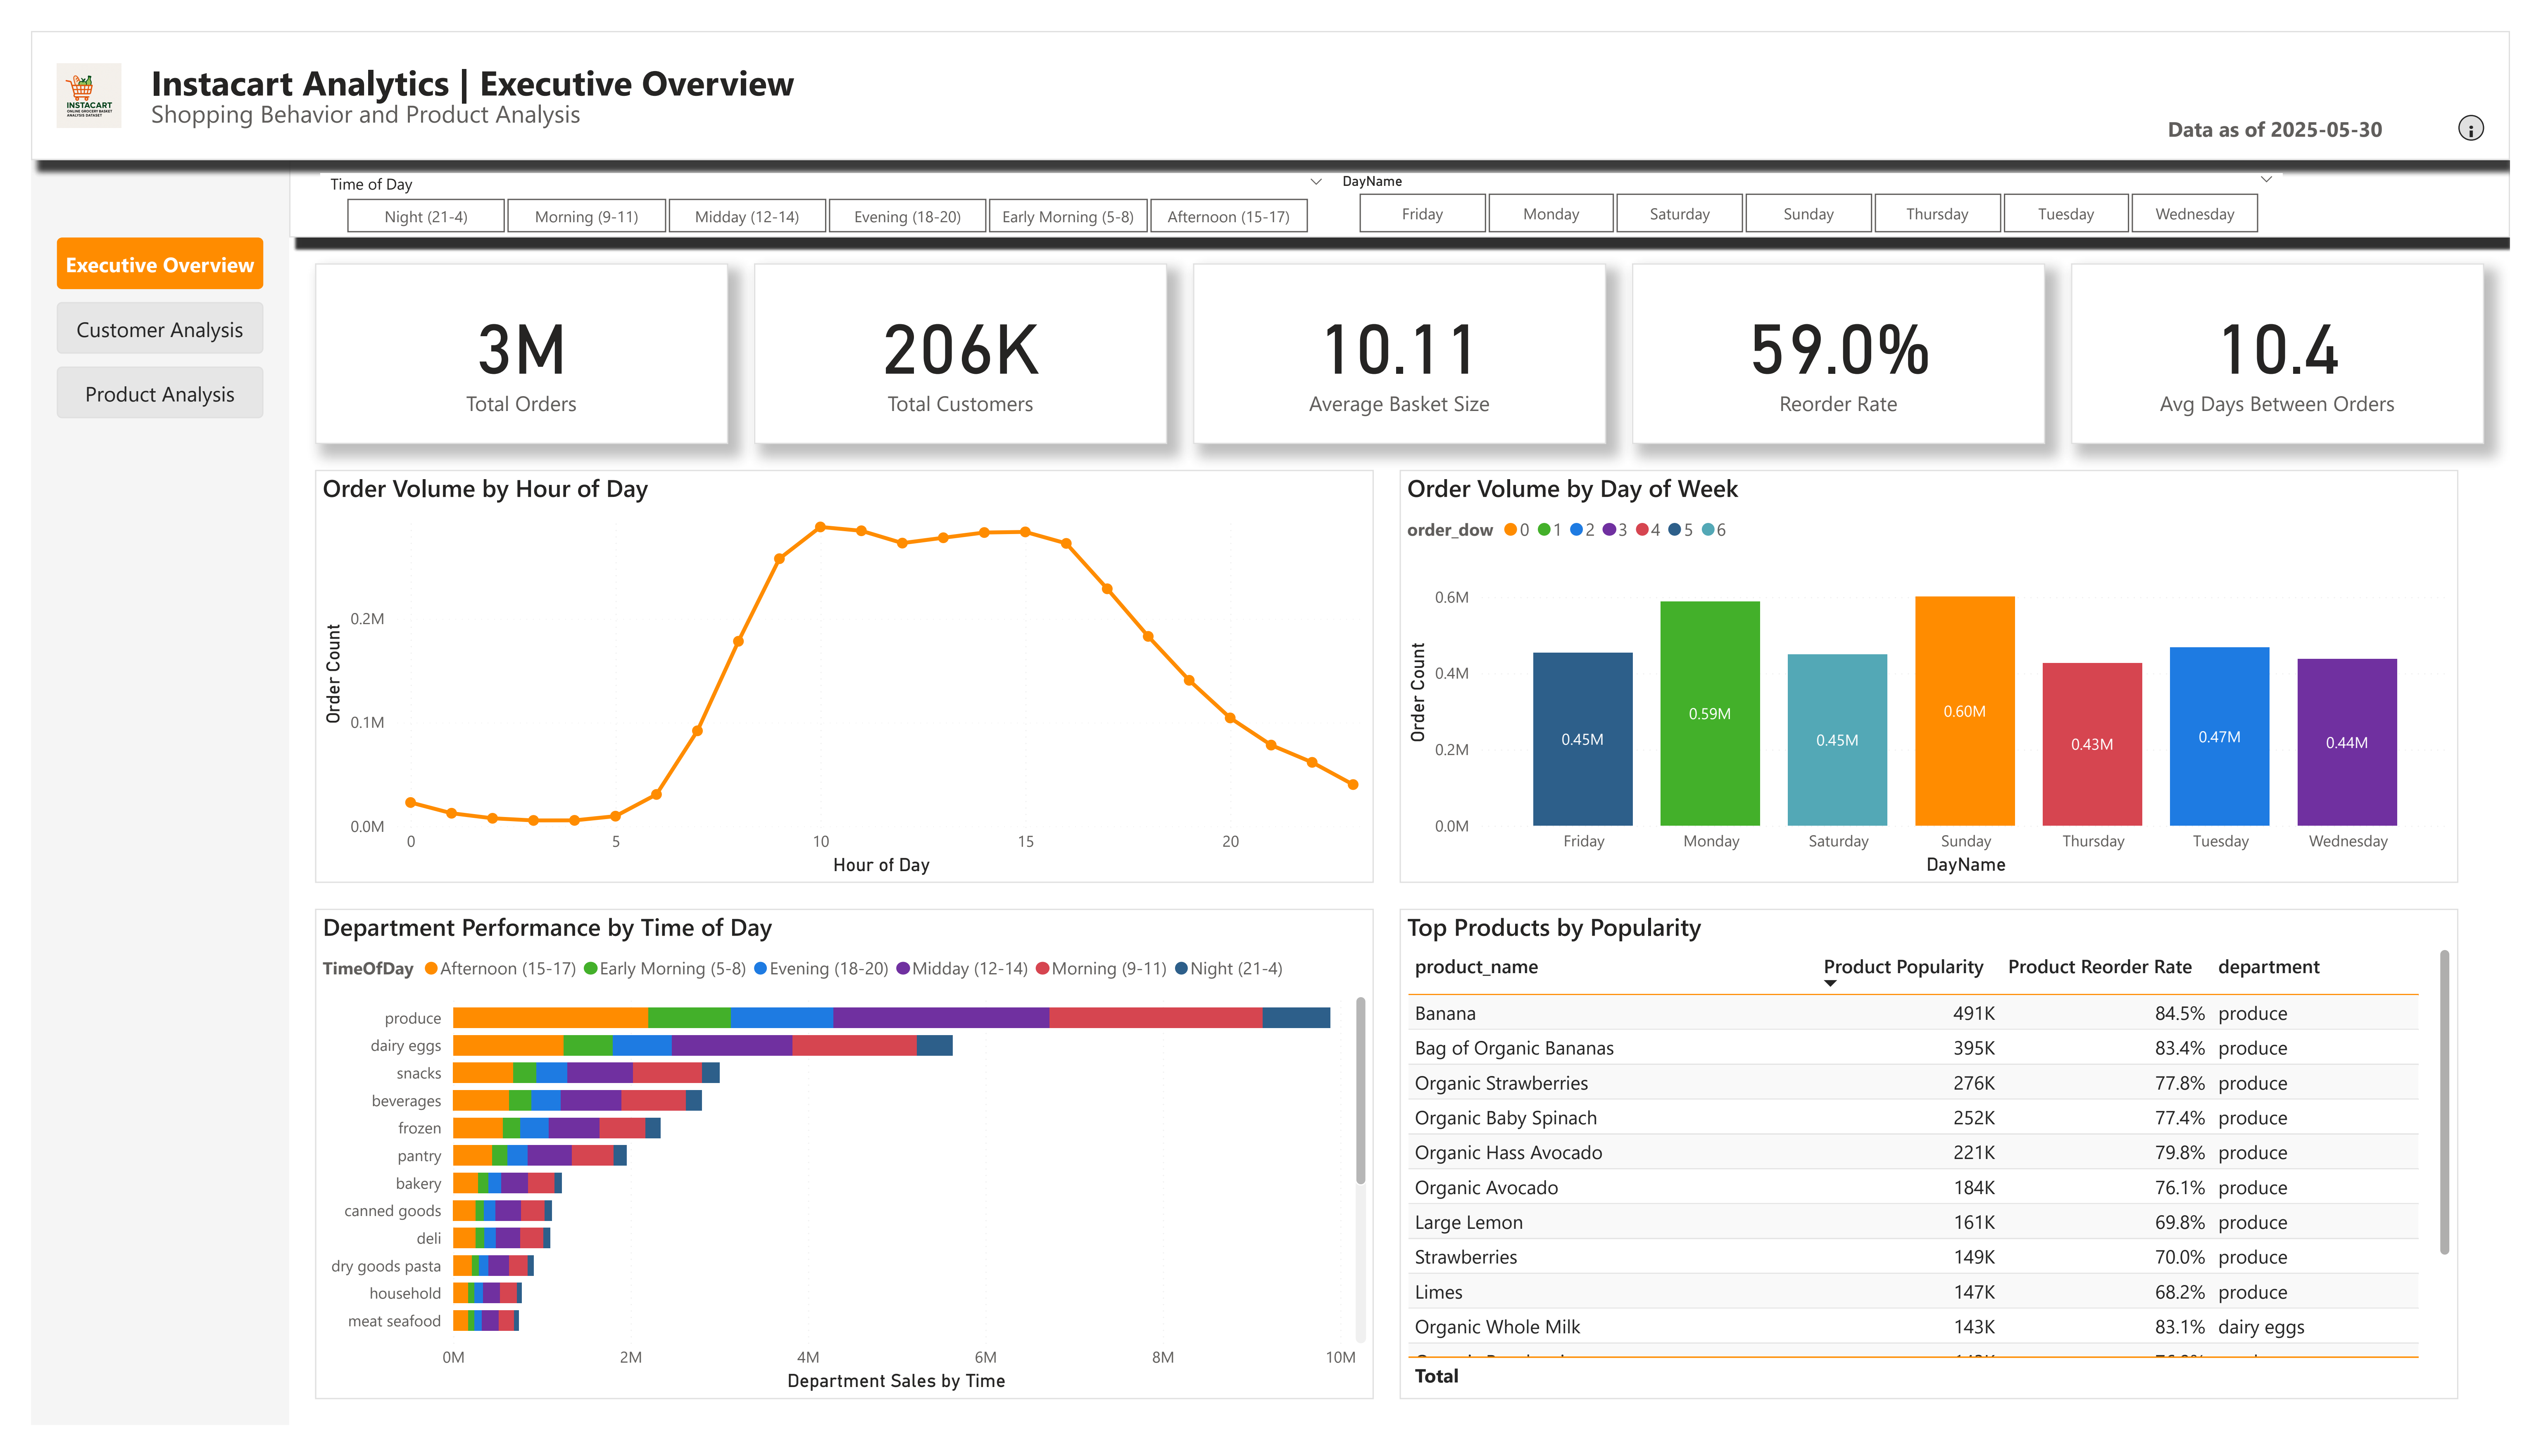 Instacart Analytics | Executive Overview
Shopping Behavior and Product Analysis
INSTACART
ONLINE GROCERY BASKET
ANALYSIS DATASET
Data as of 2025-05-30
Time of Day
Night (21-4) Morning (9-11) Midday (12-14) Evening (18-20) Early Morning (5-8) Afternoon (15-17)
DayName
Friday Monday Saturday Sunday Thursday Tuesday Wednesday
Executive Overview
Customer Analysis
Product Analysis
3M
Total Orders
206K
Total Customers
10.11
Average Basket Size
59.0%
Reorder Rate
10.4
Avg Days Between Orders
Order Volume by Hour of Day
Order Count
0.2M
0.1M
0.0M
0 5 10 15 20
Hour of Day
Order Volume by Day of Week
order_dow 0 1 2 3 4 5 6
Order Count
0.6M
0.4M
0.2M
0.0M
0.45M 0.59M 0.45M 0.60M 0.43M 0.47M 0.44M
Friday Monday Saturday Sunday Thursday Tuesday Wednesday
DayName
Department Performance by Time of Day
TimeOfDay Afternoon (15-17) Early Morning (5-8) Evening (18-20) Midday (12-14) Morning (9-11) Night (21-4)
produce
dairy eggs
snacks
beverages
frozen
pantry
bakery
canned goods
deli
dry goods pasta
household
meat seafood
0M 2M 4M 6M 8M 10M
Department Sales by Time
Top Products by Popularity
product_name Product Popularity Product Reorder Rate department
Banana 491K 84.5% produce
Bag of Organic Bananas 395K 83.4% produce
Organic Strawberries 276K 77.8% produce
Organic Baby Spinach 252K 77.4% produce
Organic Hass Avocado 221K 79.8% produce
Organic Avocado 184K 76.1% produce
Large Lemon 161K 69.8% produce
Strawberries 149K 70.0% produce
Limes 147K 68.2% produce
Organic Whole Milk 143K 83.1% dairy eggs
Total